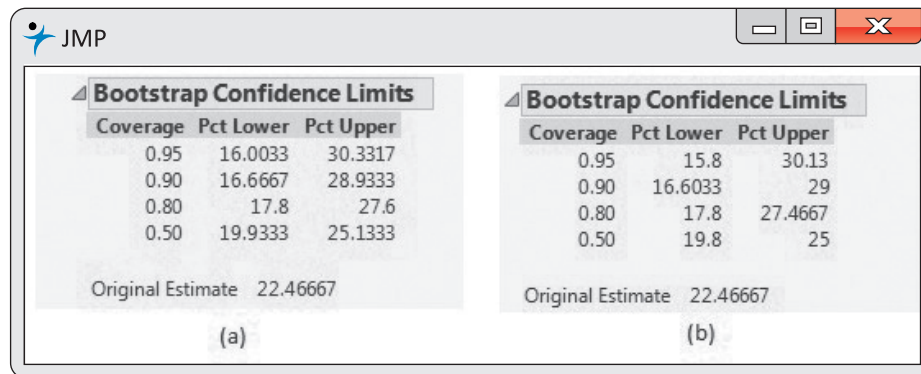 JMP
Bootstrap Confidence Limits
Coverage Pct Lower Pct Upper
0.95 16.0033 30.3317
0.90 16.6667 28.9333
0.80 17.8 27.6
0.50 19.9333 25.1333
Original Estimate 22.46667
(a)
Bootstrap Confidence Limits
Coverage Pct Lower Pct Upper
0.95 15.8 30.13
0.90 16.6033 29
0.80 17.8 27.4667
0.50 19.8 25
Original Estimate 22.46667
(b)